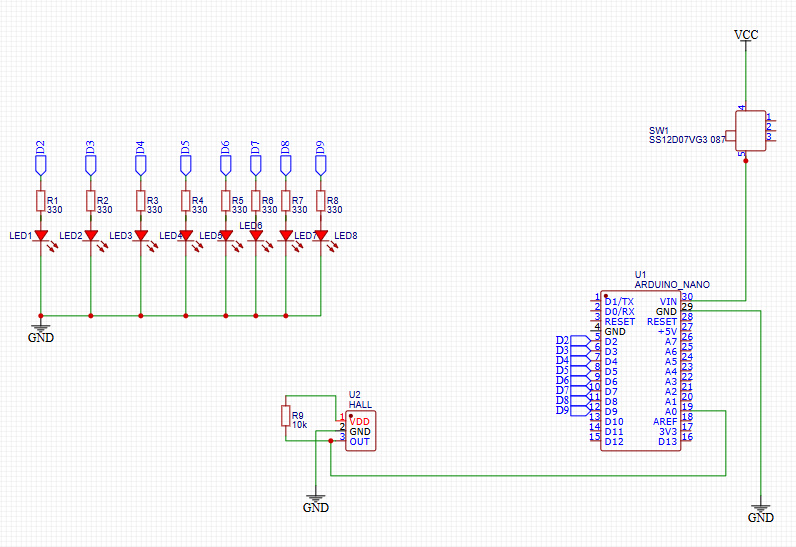 VCC
4
1
2
3
SW1
SS12D07VG3 087
5
D2 D3 D4 D5 D6 D7 D8 D9
R1 R2 R3 R4 R5 R6 R7 R8
330 330 330 330 330 330 330 330
LED1 LED2 LED3 LED4 LED5 LED6 LED7 LED8
GND
U1
ARDUINO_NANO
1 D1/TX VIN 30
2 D0/RX GND 29
3 RESET RESET 28
4 GND +5V 27
D2 5 D2 A7 26
D3 6 D3 A6 25
D4 7 D4 A5 24
D5 8 D5 A4 23
D6 9 D6 A3 22
D7 10 D7 A2 21
D8 11 D8 A1 20
D9 12 D9 A0 19
13 D10 AREF 18
14 D11 3V3 17
15 D12 D13 16
U2
HALL
R9
10k
1 VDD
2 GND
3 OUT
GND
GND